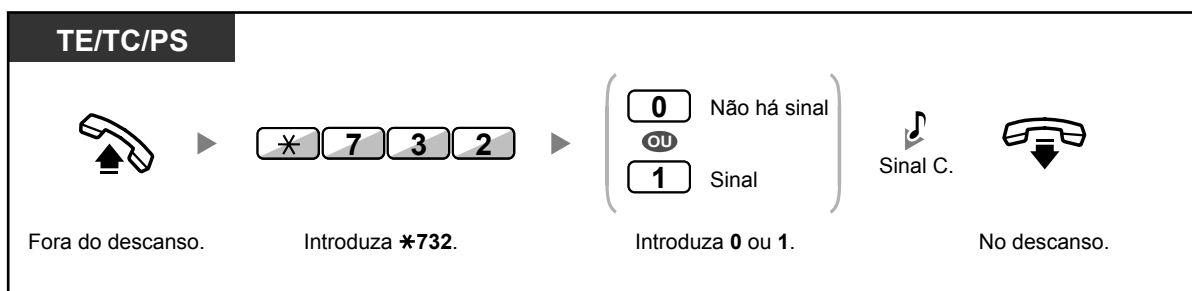 TE/TC/PS
0 Não há sinal
* 7 3 2
OU
1 Sinal
Sinal C.
Fora do descanso.
Introduza *732.
Introduza 0 ou 1.
No descanso.